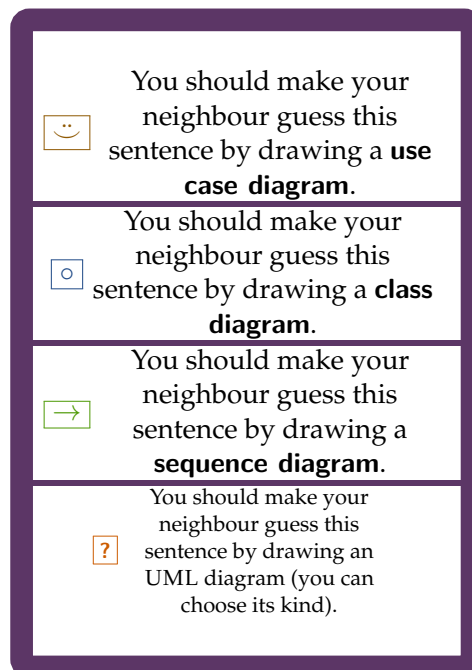 You should make your
neighbour guess this
sentence by drawing a use
case diagram.
You should make your
neighbour guess this
sentence by drawing a class
diagram.
You should make your
neighbour guess this
sentence by drawing a
sequence diagram.
You should make your
neighbour guess this
? sentence by drawing an
UML diagram (you can
choose its kind).